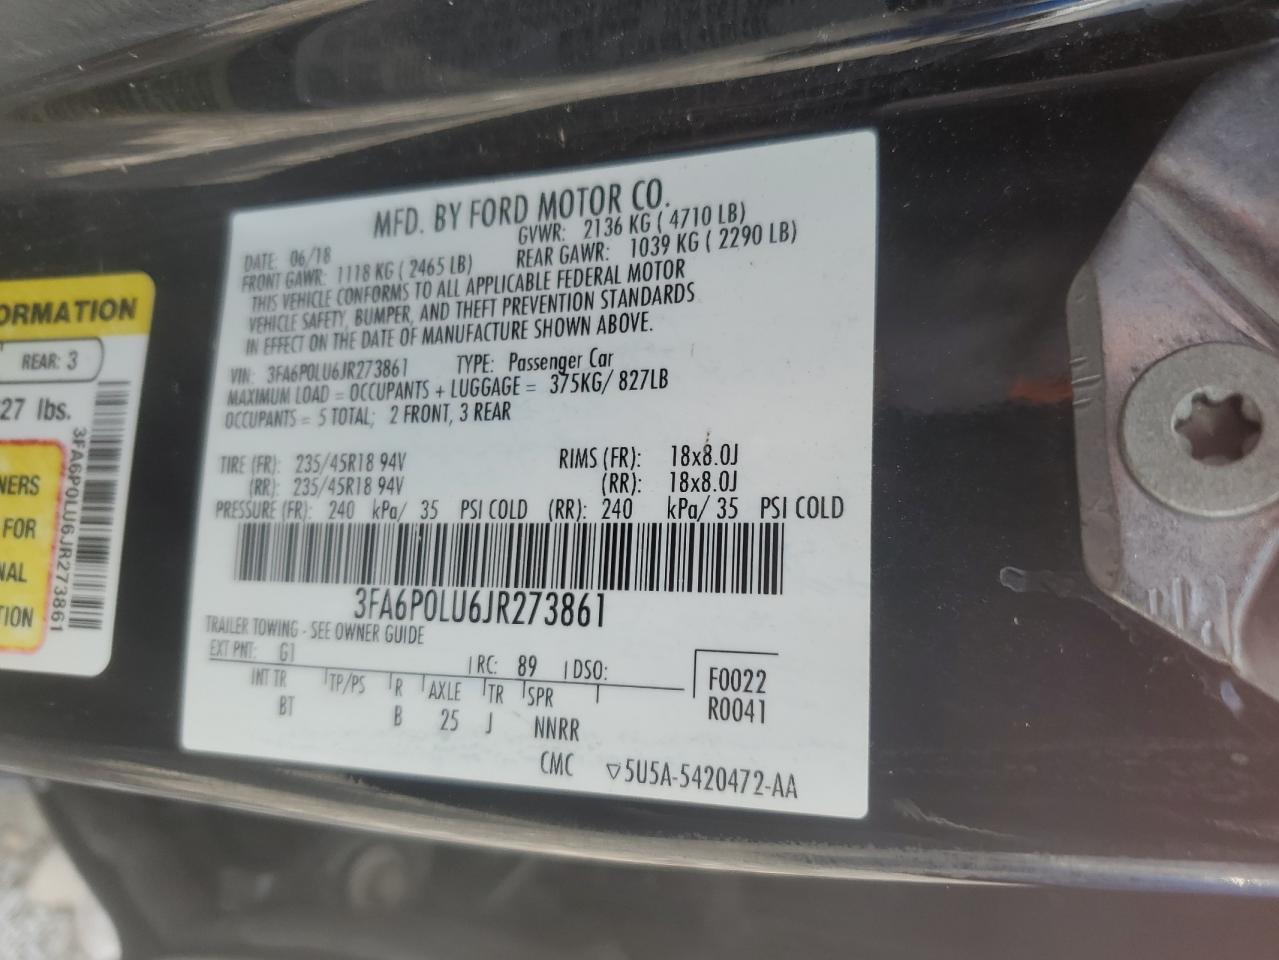 MFD. BY FORD MOTOR CO.
DATE: 06/18 GVWR: 2136 KG ( 4710 LB)
FRONT GAWR: 1118 KG ( 2465 LB) REAR GAWR: 1039 KG ( 2290 LB)
THIS VEHICLE CONFORMS TO ALL APPLICABLE FEDERAL MOTOR
VEHICLE SAFETY, BUMPER, AND THEFT PREVENTION STANDARDS
IN EFFECT ON THE DATE OF MANUFACTURE SHOWN ABOVE.
VIN: 3FA6P0LU6JR273861 TYPE: Passenger Car
MAXIMUM LOAD = OCCUPANTS + LUGGAGE = 375KG/ 827LB
OCCUPANTS = 5 TOTAL; 2 FRONT, 3 REAR
TIRE (FR): 235/45R18 94V RIMS (FR): 18x8.0J
(RR): 235/45R18 94V (RR): 18x8.0J
PRESSURE (FR): 240 kPa/ 35 PSI COLD (RR): 240 kPa/ 35 PSI COLD
3FA6P0LU6JR273861
TRAILER TOWING - SEE OWNER GUIDE
EXT PNT: G1 RC: 89 DSO:
INT TR TP/PS R AXLE TR SPR
BT B 25 J NNRR
F0022
R0041
CMC ▽5U5A-5420472-AA
ORMATION
REAR: 3
27 lbs.
NERS
FOR
NAL
TION
3FA6P0LU6JR273861